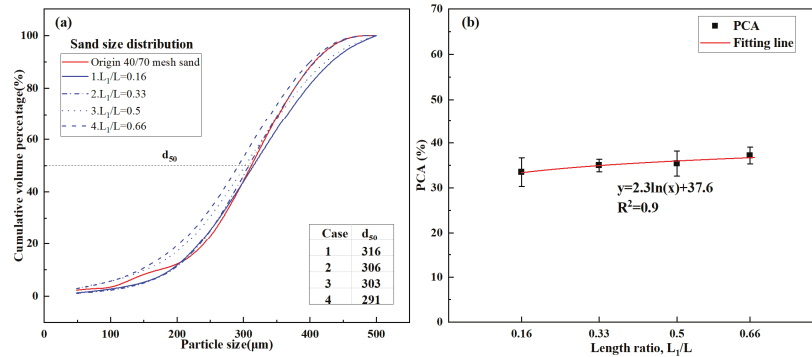 (a)
Sand size distribution
Origin 40/70 mesh sand
1.L₁/L=0.16
2.L₁/L=0.33
3.L₁/L=0.5
4.L₁/L=0.66
d₅₀
Case d₅₀
1 316
2 306
3 303
4 291
100
80
60
40
20
0
0 100 200 300 400 500
Cumulative volume percentage(%)
Particle size(μm)
(b)
PCA
Fitting line
y=2.3ln(x)+37.6
R²=0.9
70
60
50
40
30
20
10
0
0.16 0.33 0.5 0.66
PCA (%)
Length ratio, L₁/L